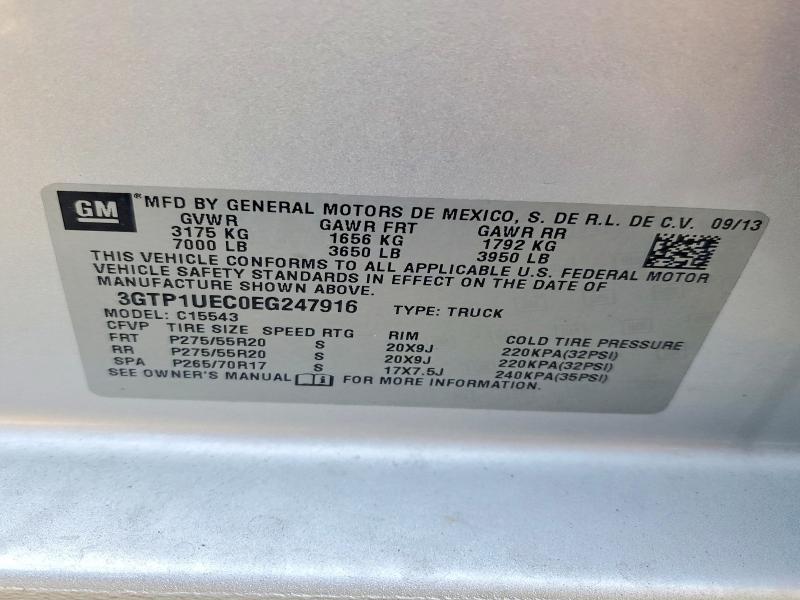 GM ® MFD BY GENERAL MOTORS DE MEXICO, S. DE R.L. DE C.V. 09/13
GVWR GAWR FRT GAWR RR
3175 KG 1656 KG 1792 KG
7000 LB 3650 LB 3950 LB
THIS VEHICLE CONFORMS TO ALL APPLICABLE U.S. FEDERAL MOTOR
VEHICLE SAFETY STANDARDS IN EFFECT ON THE DATE OF
MANUFACTURE SHOWN ABOVE.
3GTP1UEC0EG247916 TYPE: TRUCK
MODEL: C15543
CFVP TIRE SIZE SPEED RTG RIM COLD TIRE PRESSURE
FRT P275/55R20 S 20X9J 220KPA(32PSI)
RR P275/55R20 S 20X9J 220KPA(32PSI)
SPA P265/70R17 S 17X7.5J 240KPA(35PSI)
SEE OWNER'S MANUAL FOR MORE INFORMATION.